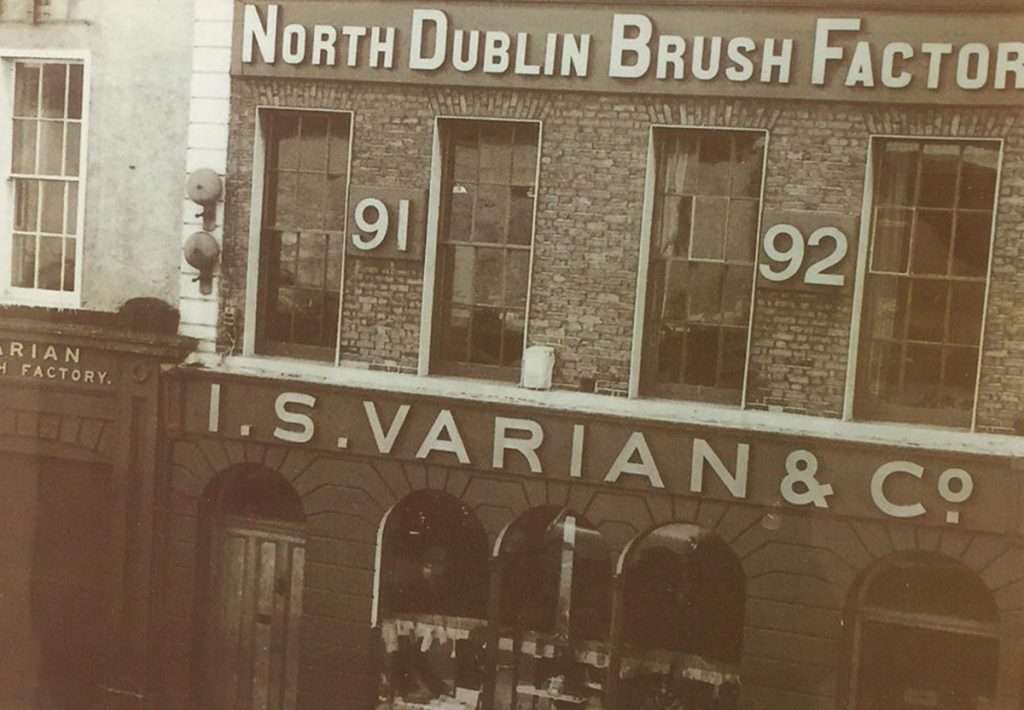 NORTH DUBLIN BRUSH FACTOR
91
92
ARIAN
H FACTORY.
I.S.VARIAN & Co